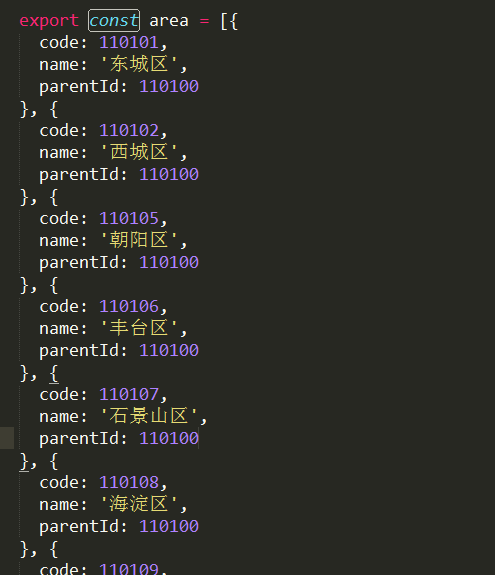 export const area = [{
code: 110101,
name: '东城区',
parentId: 110100
}, {
code: 110102,
name: '西城区',
parentId: 110100
}, {
code: 110105,
name: '朝阳区',
parentId: 110100
}, {
code: 110106,
name: '丰台区',
parentId: 110100
}, {
code: 110107,
name: '石景山区',
parentId: 110100
}, {
code: 110108,
name: '海淀区',
parentId: 110100
}, {
code: 110109,